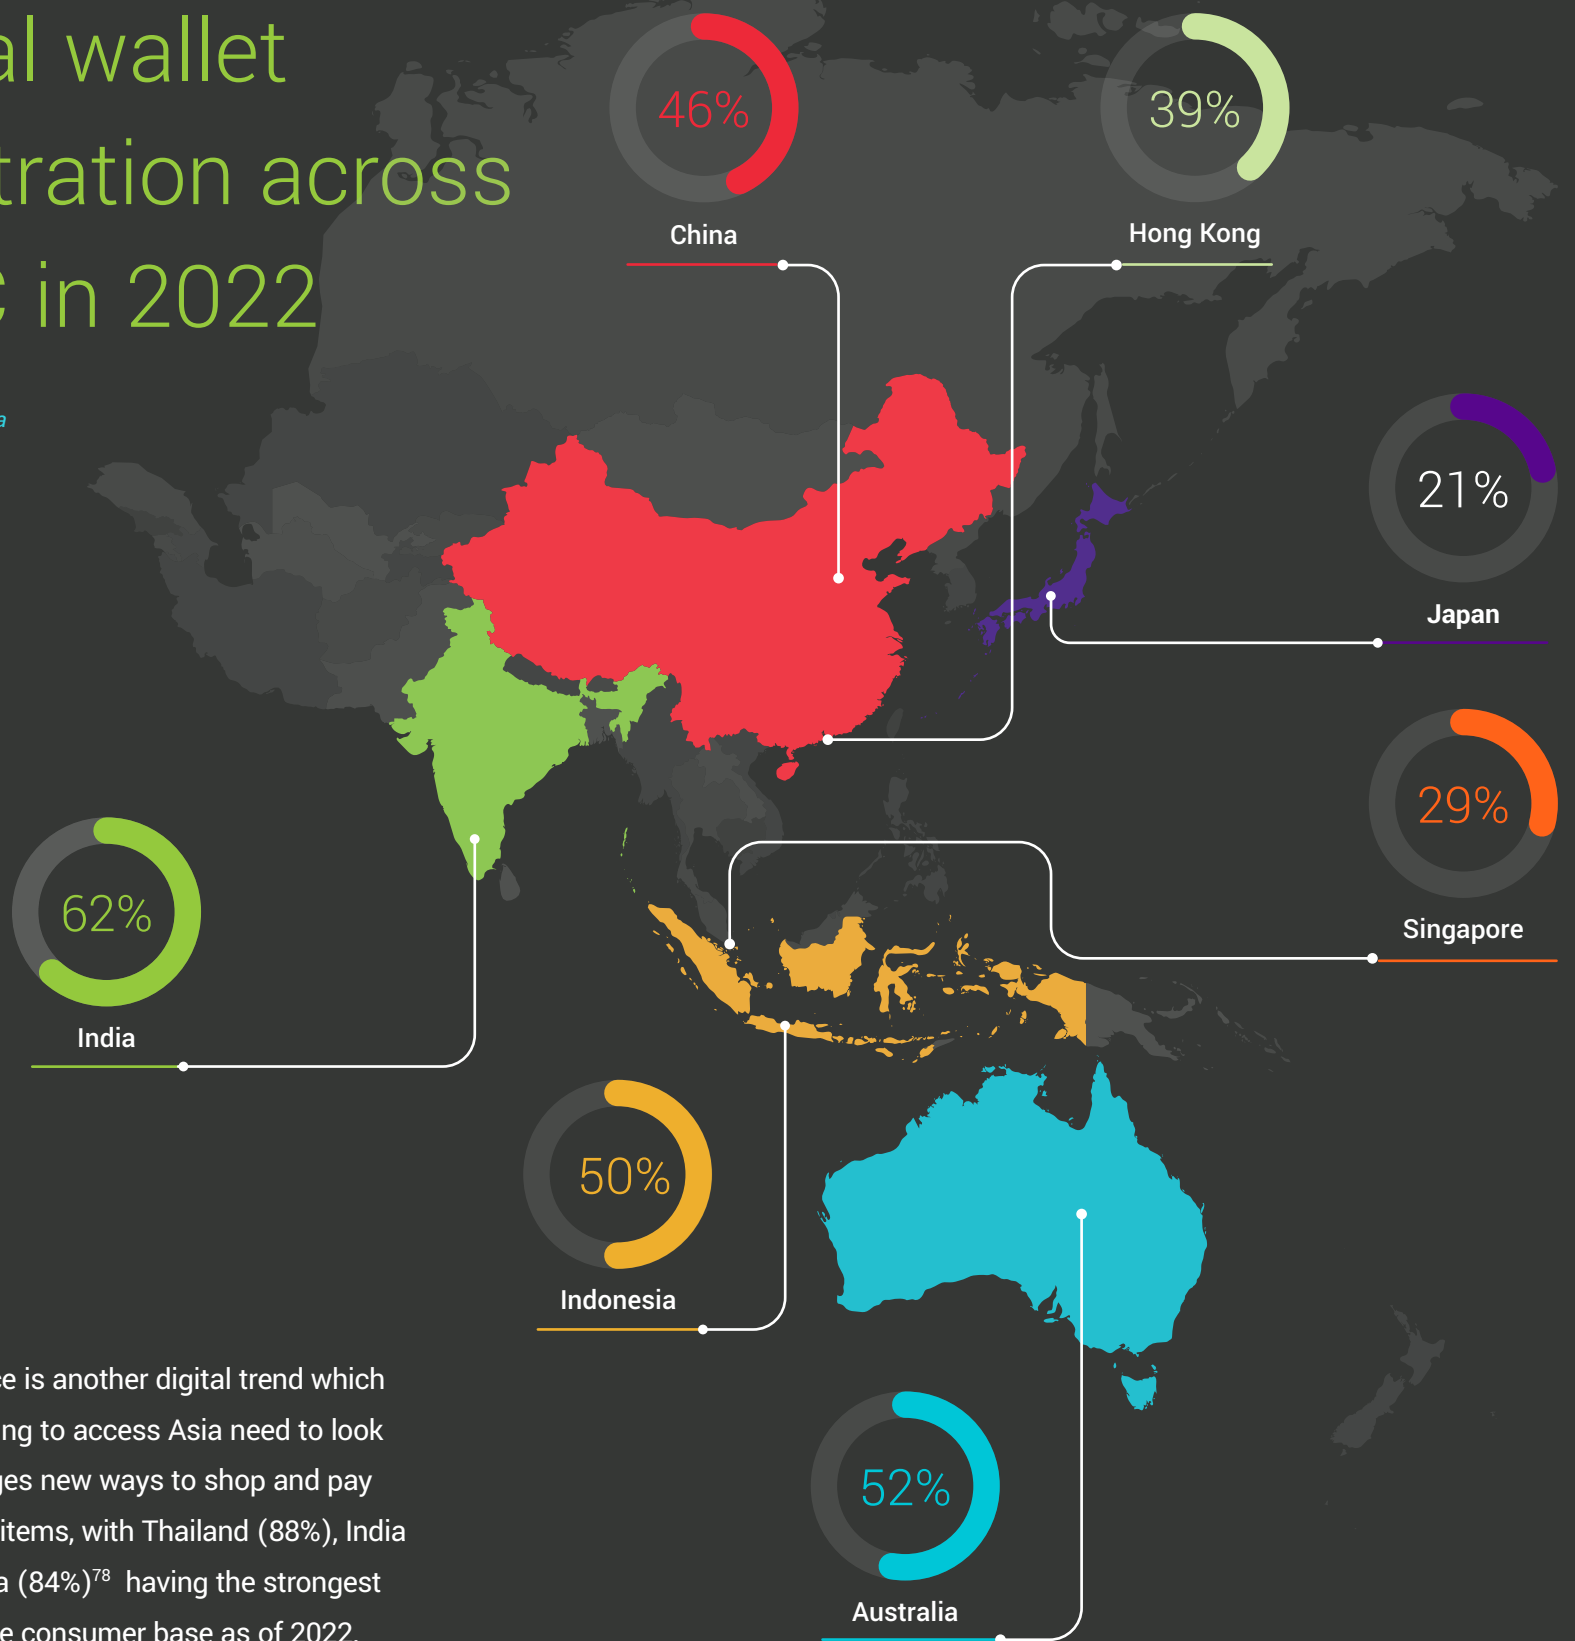 al wallet
tration across
C in 2022
a
46%
China
39%
Hong Kong
21%
Japan
29%
Singapore
62%
India
50%
Indonesia
52%
Australia
ce is another digital trend which
ng to access Asia need to look
ges new ways to shop and pay
items, with Thailand (88%), India
a (84%)78 having the strongest
e consumer base as of 2022.